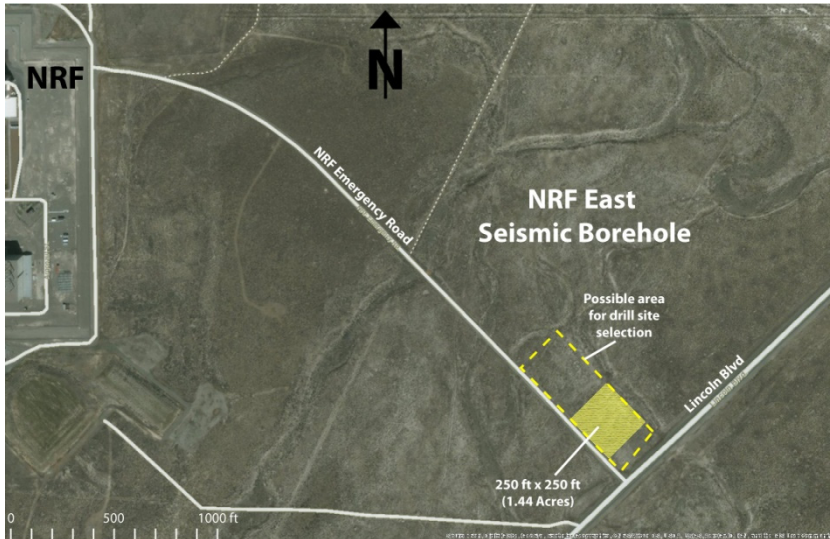 NRF
N
NRF Emergency Road
NRF East
Seismic Borehole
Possible area
for drill site
selection
Lincoln Blvd
250 ft x 250 ft
(1.44 Acres)
0
500
1000 ft